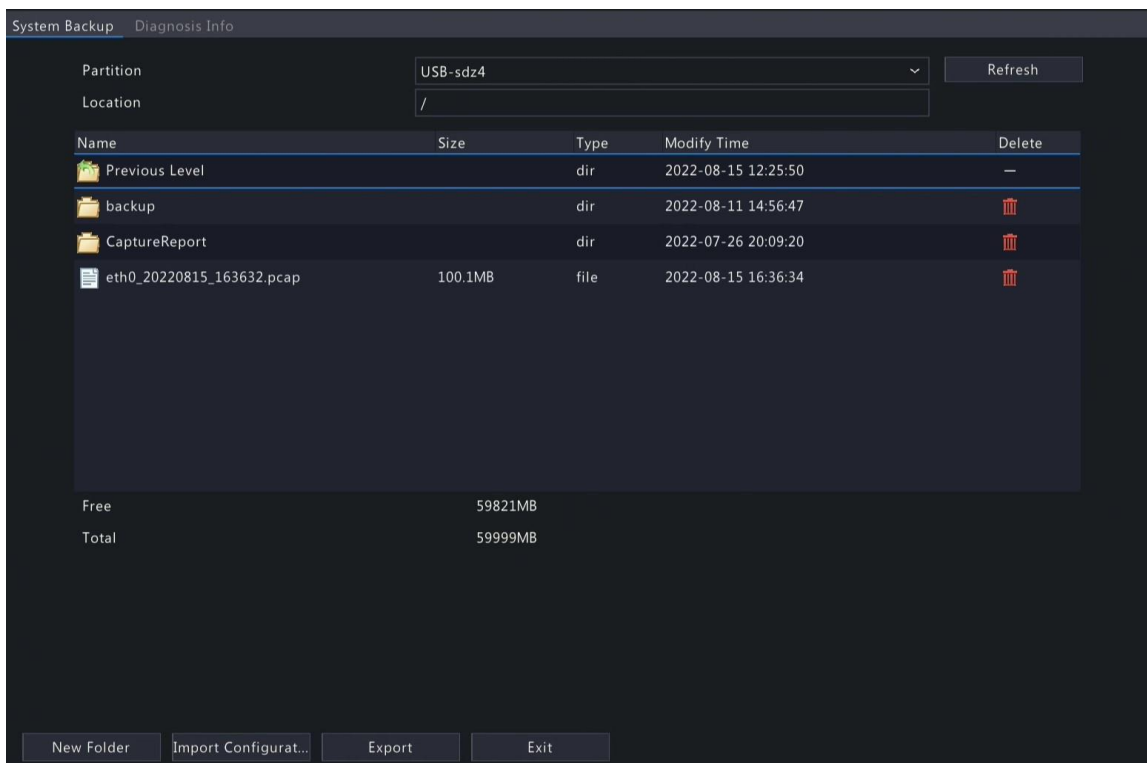 System Backup Diagnosis Info
Partition USB-sdz4 Refresh
Location /
Name Size Type Modify Time Delete
Previous Level dir 2022-08-15 12:25:50 —
backup dir 2022-08-11 14:56:47
CaptureReport dir 2022-07-26 20:09:20
eth0_20220815_163632.pcap 100.1MB file 2022-08-15 16:36:34
Free 59821MB
Total 59999MB
New Folder Import Configurat... Export Exit